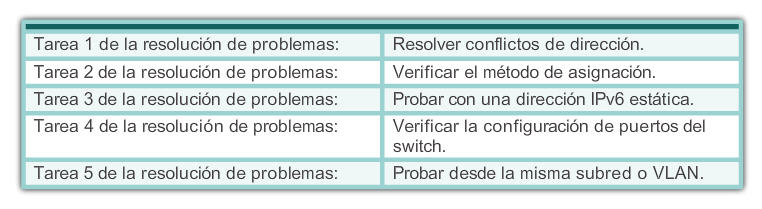 Tarea 1 de la resolución de problemas: Resolver conflictos de dirección.
Tarea 2 de la resolución de problemas: Verificar el método de asignación.
Tarea 3 de la resolución de problemas: Probar con una dirección IPv6 estática.
Tarea 4 de la resolución de problemas: Verificar la configuración de puertos del
switch.
Tarea 5 de la resolución de problemas: Probar desde la misma subred o VLAN.